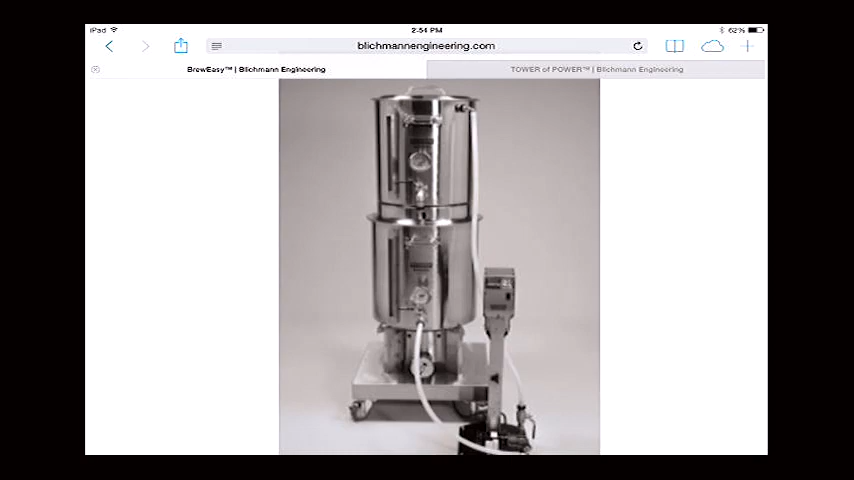 iPad
2:54 PM
62%
blichmannengineering.com
BrewEasy™ | Blichmann Engineering
TOWER of POWER™ | Blichmann Engineering